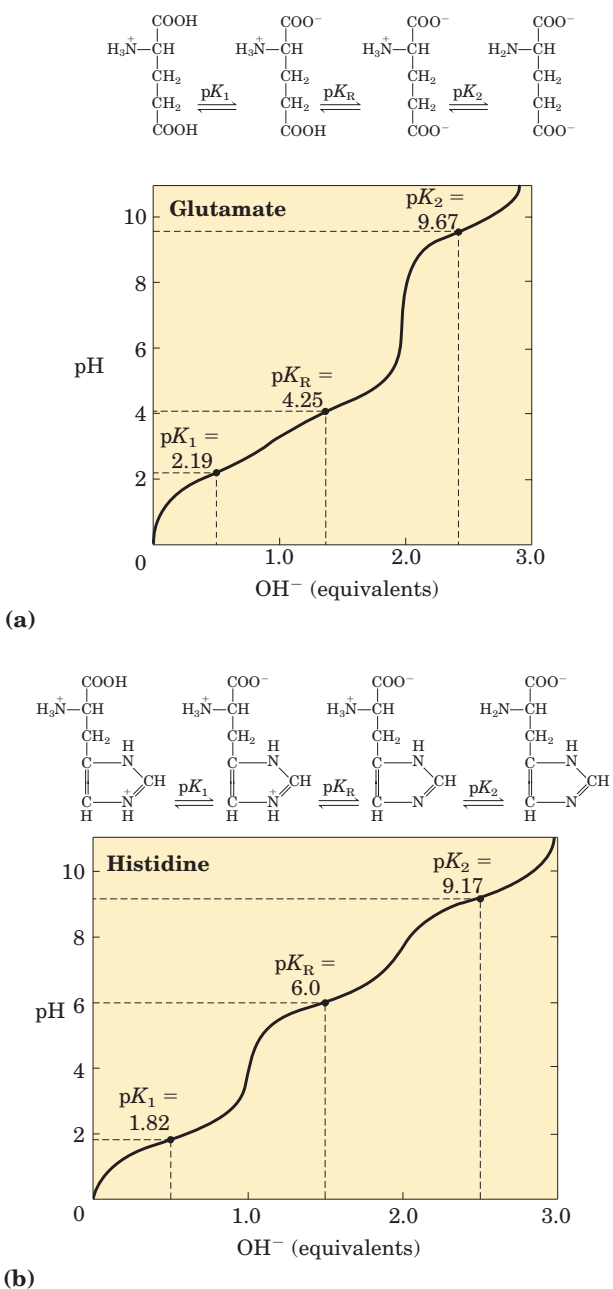 COOH COO⁻ COO⁻ COO⁻
H₃N⁺—CH H₃N⁺—CH H₃N⁺—CH H₂N—CH
CH₂ CH₂ CH₂ CH₂
pK₁ pK_R pK₂
CH₂ CH₂ CH₂ CH₂
COOH COOH COO⁻ COO⁻
Glutamate
pK₂ =
9.67
pK_R =
4.25
pK₁ =
2.19
10
8
6
pH
4
2
0
1.0 2.0 3.0
OH⁻ (equivalents)
(a)
COOH COO⁻ COO⁻ COO⁻
H₃N⁺—CH H₃N⁺—CH H₃N⁺—CH H₂N—CH
CH₂ CH₂ CH₂ CH₂
H H H H
C N C N C N C N
CH CH CH CH
pK₁ pK_R pK₂
C N⁺ C N⁺ C N C N
H H H H H H
Histidine
pK₂ =
9.17
pK_R =
6.0
pK₁ =
1.82
10
8
pH 6
4
2
0
1.0 2.0 3.0
OH⁻ (equivalents)
(b)